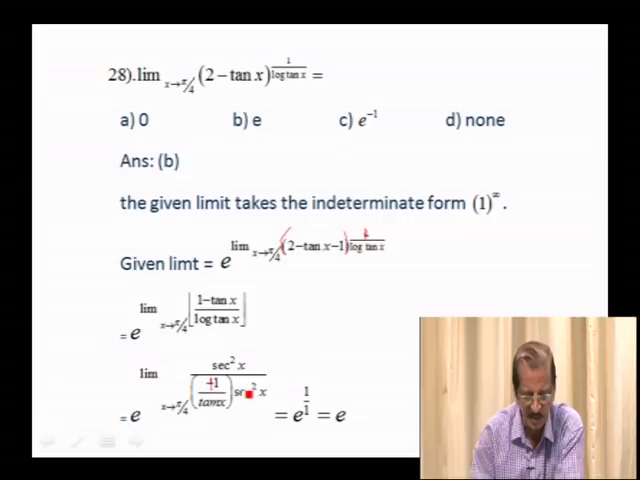 28). lim x→π/4 (2 − tan x)^(1/log tan x) =
a) 0 b) e c) e⁻¹ d) none
Ans: (b)
the given limit takes the indeterminate form (1)^∞.
Given limt = e^(lim x→π/4 (2−tan x−1) 1/log tan x)
= e^(lim x→π/4 [(1−tan x)/(log tan x)])
= e^(lim x→π/4 sec² x/((1/tan x) sec² x)) = e^(1/1) = e